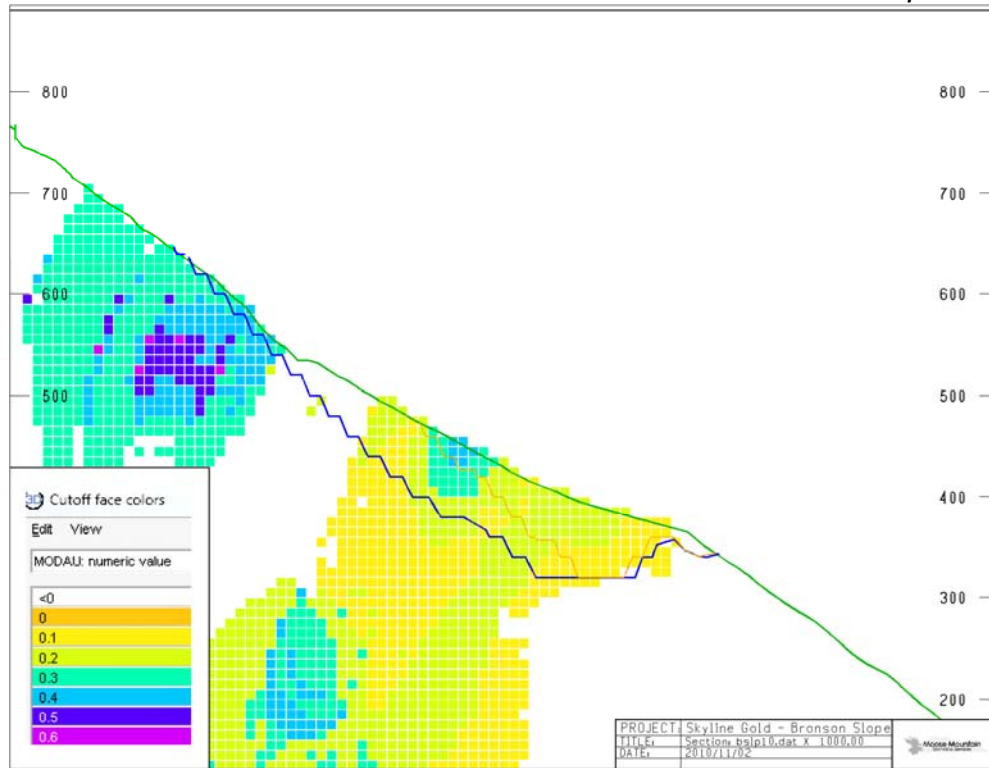 800 800
700 700
600 600
500 500
400 400
300 300
200
3D Cutoff face colors
Edit View
MODAU: numeric value
<0
0
0.1
0.2
0.3
0.4
0.5
0.6
PROJECT: Skyline Gold - Bronson Slope
TITLE: Section: bslp10.dat X 1000.00
DATE: 2010/11/02
Moose Mountain